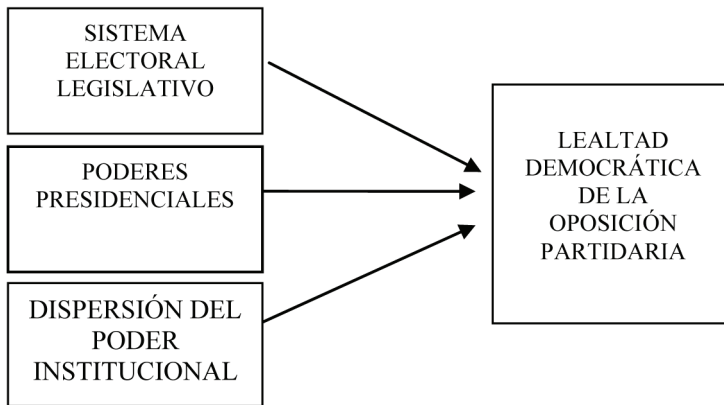 SISTEMA
ELECTORAL
LEGISLATIVO
PODERES
PRESIDENCIALES
DISPERSIÓN DEL
PODER
INSTITUCIONAL
LEALTAD
DEMOCRÁTICA
DE LA
OPOSICIÓN
PARTIDARIA